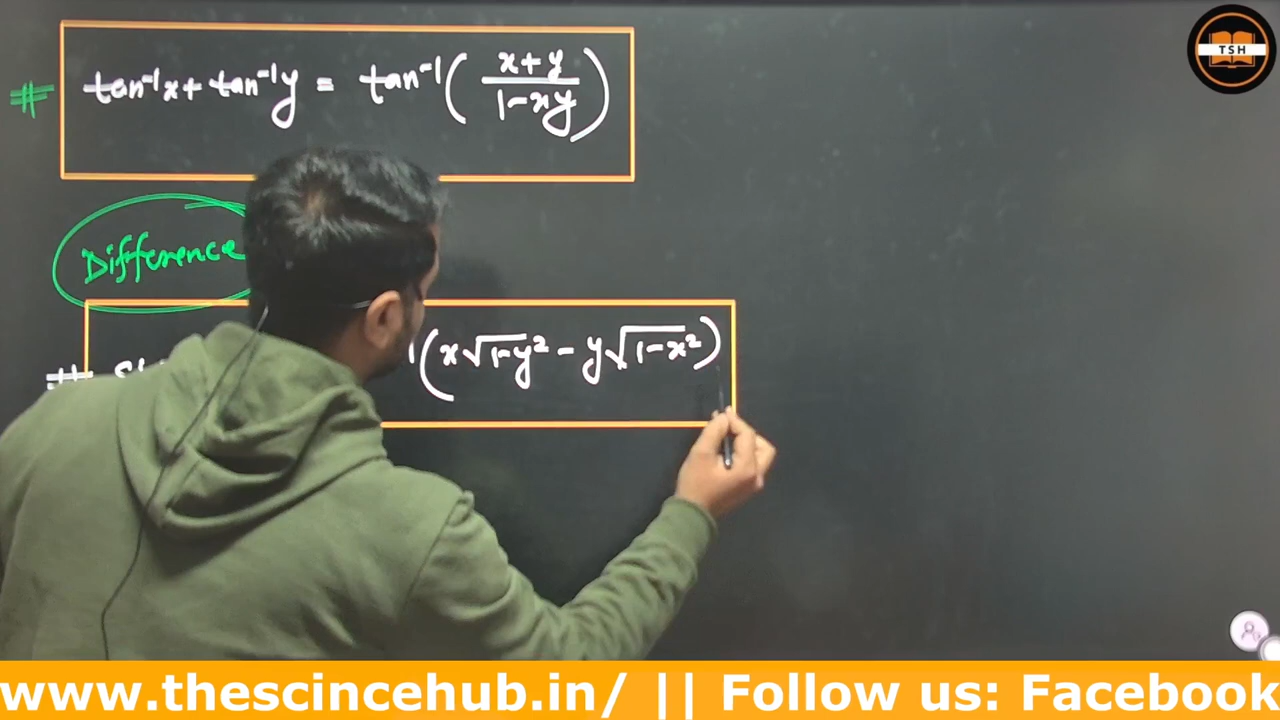 TSH
# tan⁻¹x + tan⁻¹y = tan⁻¹( x+y / 1-xy )
Difference
# (x√1-y² - y√1-x²)
www.thescincehub.in/ || Follow us: Facebook